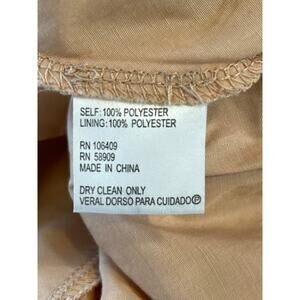 SELF: 100% POLYESTER
LINING: 100% POLYESTER
RN 106409
RN 58909
MADE IN CHINA
DRY CLEAN ONLY
VERAL DORSO PARA CUIDADO Ⓟ